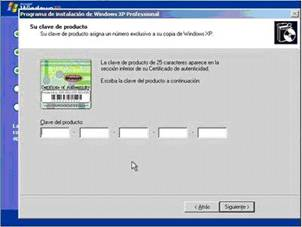 Windows
Programa de instalación de Windows XP Professional
Su clave de producto
Su clave de producto asigna un número exclusivo a su copia de Windows XP.
La clave de producto de 25 caracteres aparece en la
sección inferior de su Certificado de autenticidad.
Escriba la clave de producto a continuación:
Clave del producto:
< Atrás
Siguiente >